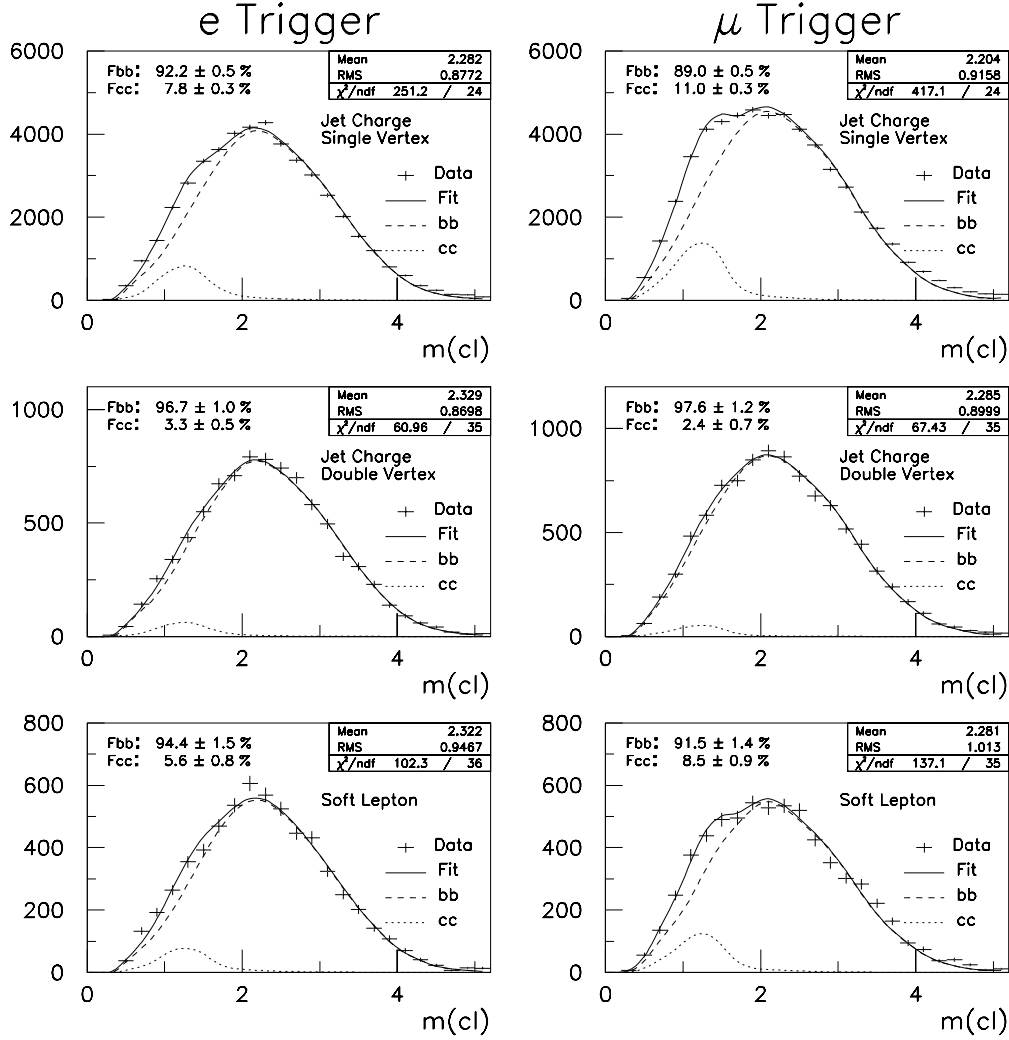 e Trigger
μ Trigger
6000
4000
2000
0
0 2 4
m(cl)
Fbb: 92.2 ± 0.5 %
Fcc: 7.8 ± 0.3 %
Mean 2.282
RMS 0.8772
χ²/ndf 251.2 / 24
Jet Charge
Single Vertex
Data
Fit
bb
cc
6000
4000
2000
0
0 2 4
m(cl)
Fbb: 89.0 ± 0.5 %
Fcc: 11.0 ± 0.3 %
Mean 2.204
RMS 0.9158
χ²/ndf 417.1 / 24
Jet Charge
Single Vertex
Data
Fit
bb
cc
1000
500
0
0 2 4
m(cl)
Fbb: 96.7 ± 1.0 %
Fcc: 3.3 ± 0.5 %
Mean 2.329
RMS 0.8698
χ²/ndf 60.96 / 35
Jet Charge
Double Vertex
Data
Fit
bb
cc
1000
500
0
0 2 4
m(cl)
Fbb: 97.6 ± 1.2 %
Fcc: 2.4 ± 0.7 %
Mean 2.285
RMS 0.8999
χ²/ndf 67.43 / 35
Jet Charge
Double Vertex
Data
Fit
bb
cc
800
600
400
200
0
0 2 4
m(cl)
Fbb: 94.4 ± 1.5 %
Fcc: 5.6 ± 0.8 %
Mean 2.322
RMS 0.9467
χ²/ndf 102.3 / 36
Soft Lepton
Data
Fit
bb
cc
800
600
400
200
0
0 2 4
m(cl)
Fbb: 91.5 ± 1.4 %
Fcc: 8.5 ± 0.9 %
Mean 2.281
RMS 1.013
χ²/ndf 137.1 / 35
Soft Lepton
Data
Fit
bb
cc